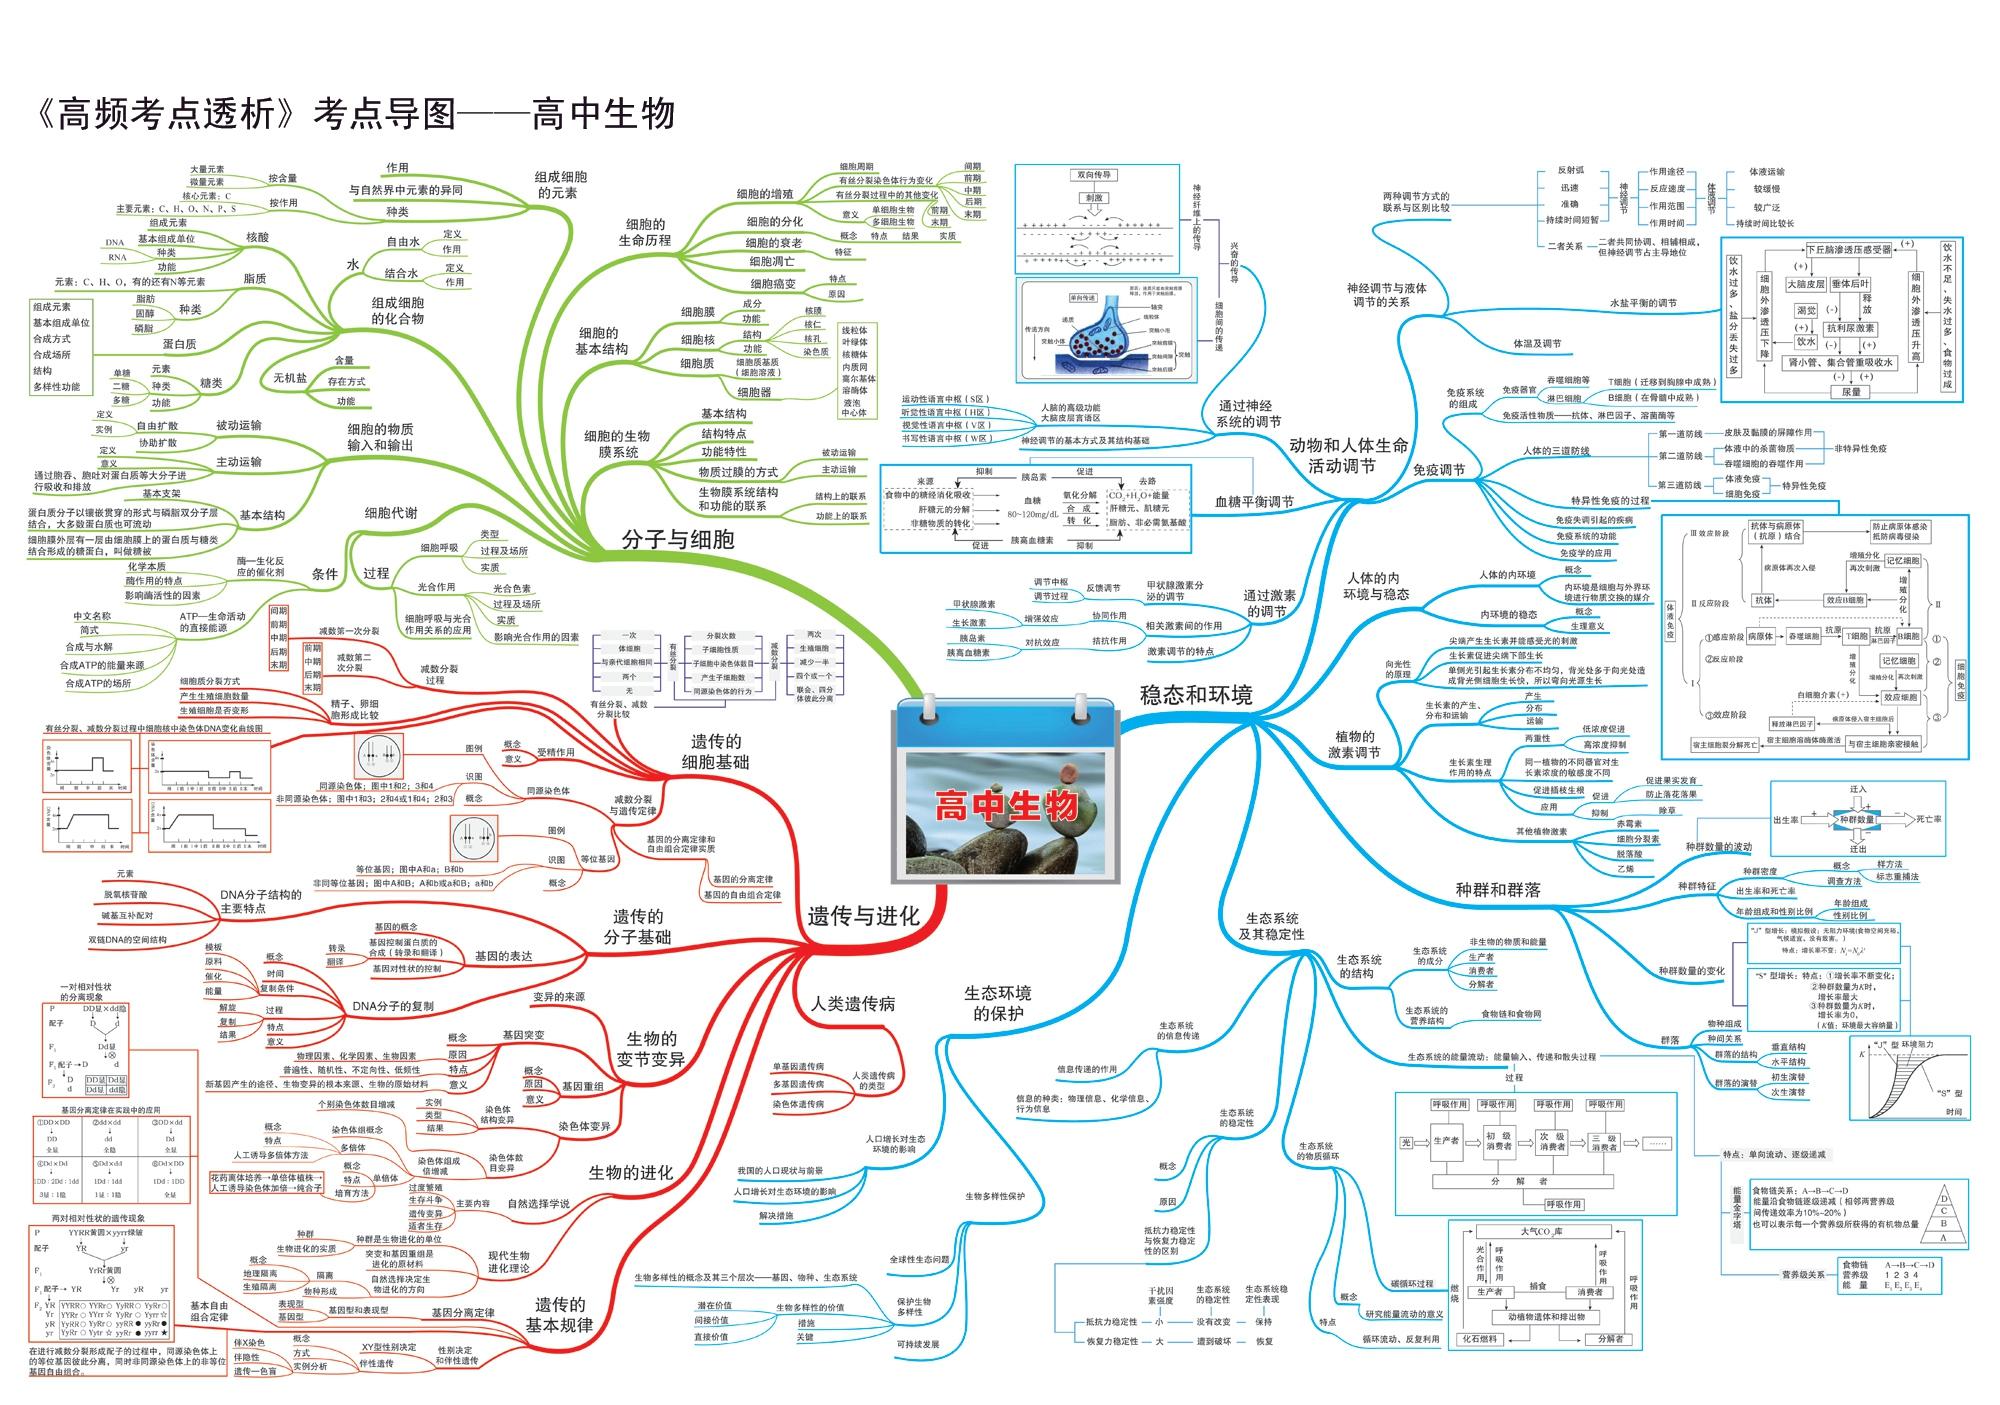 《高频考点透析》考点导图——高中生物
高中生物
分子与细胞
组成细胞
的元素
作用
与自然界中元素的异同
种类
按含量
大量元素
微量元素
按作用
核心元素：C
主要元素：C、H、O、N、P、S
组成细胞
的化合物
水
自由水
定义
作用
结合水
定义
作用
核酸
组成元素
基本组成单位
种类
功能
DNA
RNA
脂质
元素：C、H、O，有的还有N等元素
种类
脂肪
固醇
磷脂
蛋白质
组成元素
基本组成单位
合成方式
合成场所
结构
多样性功能
糖类
元素
种类
功能
单糖
二糖
多糖
无机盐
含量
存在方式
功能
细胞的物质
输入和输出
被动运输
自由扩散
定义
实例
协助扩散
主动运输
定义
意义
通过胞吞、胞吐对蛋白质等大分子进
行吸收和排放
基本结构
基本支架
蛋白质分子以镶嵌贯穿的形式与磷脂双分子层
结合，大多数蛋白质也可流动
细胞膜外层有一层由细胞膜上的蛋白质与糖类
结合形成的糖蛋白，叫做糖被
细胞代谢
条件
酶—生化反
应的催化剂
化学本质
酶作用的特点
影响酶活性的因素
ATP—生命活动
的直接能源
中文名称
简式
合成与水解
合成ATP的能量来源
合成ATP的场所
过程
细胞呼吸
类型
过程及场所
实质
光合作用
光合色素
过程及场所
实质
影响光合作用的因素
细胞呼吸与光合
作用关系的应用
细胞的
生命历程
细胞的增殖
细胞周期
有丝分裂染色体行为变化
间期
前期
中期
后期
末期
有丝分裂过程中的其他变化
前期
末期
意义
单细胞生物
多细胞生物
细胞的分化
概念
特点
结果
实质
细胞的衰老
特征
细胞凋亡
细胞癌变
特点
原因
细胞的
基本结构
细胞膜
成分
功能
细胞核
结构
功能
核膜
核仁
核孔
染色质
细胞质
细胞质基质
（细胞溶液）
细胞器
线粒体
叶绿体
核糖体
内质网
高尔基体
溶酶体
液泡
中心体
细胞的生物
膜系统
基本结构
结构特点
功能特性
物质过膜的方式
被动运输
主动运输
生物膜系统结构
和功能的联系
结构上的联系
功能上的联系
遗传与进化
遗传的
细胞基础
减数分裂
过程
减数第一次分裂
间期
前期
中期
后期
末期
减数第二
次分裂
前期
中期
后期
末期
精子、卵细
胞形成比较
细胞质分裂方式
产生生殖细胞数量
生殖细胞是否变形
有丝分裂、减数分裂过程中细胞核中染色体DNA变化曲线图
有丝分裂、减数
分裂比较
一次
体细胞
与亲代细胞相同
两个
无
有丝分裂
分裂次数
子细胞性质
子细胞中染色体数目
产生子细胞数
同源染色体的行为
减数分裂
两次
生殖细胞
减少一半
四个或一个
联会、四分
体彼此分离
受精作用
概念
意义
减数分裂
与遗传定律
同源染色体
图例
识图
概念
同源染色体：图中1和2；3和4
非同源染色体：图中1和3；2和4或1和4；2和3
等位基因
图例
识图
概念
等位基因：图中A和a；B和b
非同等位基因：图中A和B；A和b或a和B；a和b
基因的分离定律和
自由组合定律实质
基因的分离定律
基因的自由组合定律
遗传的
分子基础
DNA分子结构的
主要特点
元素
脱氧核苷酸
碱基互补配对
双链DNA的空间结构
基因的表达
基因的概念
基因控制蛋白质的
合成（转录和翻译）
转录
翻译
基因对性状的控制
DNA分子的复制
概念
时间
复制条件
模板
原料
催化
能量
过程
解旋
复制
结果
特点
意义
人类遗传病
人类遗传病
的类型
单基因遗传病
多基因遗传病
染色体遗传病
生物的
变节变异
变异的来源
基因突变
概念
原因
特点
意义
物理因素、化学因素、生物因素
普遍性、随机性、不定向性、低频性
新基因产生的途径、生物变异的根本来源、生物的原始材料
基因重组
概念
原因
意义
染色体变异
染色体
结构变异
实例
类型
结果
染色体数
目变异
个别染色体数目增减
染色体组成
倍增减
染色体组概念
多倍体
概念
特点
人工诱导多倍体方法
单倍体
概念
特点
培育方法
花药离体培养→单倍体植株→
人工诱导染色体加倍→纯合子
生物的进化
自然选择学说
主要内容
过度繁殖
生存斗争
遗传变异
适者生存
现代生物
进化理论
种群是生物进化的单位
种群
生物进化的实质
突变和基因重组是
进化的原材料
自然选择决定生
物进化的方向
隔离
概念
地理隔离
生殖隔离
物种形成
遗传的
基本规律
基因分离定律
基因型和表现型
表现型
基因型
基本自由
组合定律
性别决定
和伴性遗传
XY型性别决定
伴性遗传
概念
方式
实例分析
伴X染色
伴隐性
遗传一色盲
一对相对性状
的分离现象
P DD显×dd隐
配子 D d
F₁ Dd显
⊗
F₁配子→D d
F₂ D DD显 Dd显
d Dd显 dd隐
基因分离定律在实践中的应用
①DD×DD
↓
DD
全显
②dd×dd
↓
dd
全隐
③DD×dd
↓
Dd
全显
④Dd×Dd
↓
1DD：2Dd：1dd
3显：1隐
⑤Dd×dd
↓
1Dd：1dd
1显：1隐
⑥Dd×DD
↓
1Dd：1DD
全显
两对相对性状的遗传现象
P YYRR黄圆×yyrr绿皱
配子 YR yr
F₁ YrRr黄圆
⊗
F₁配子→ YR Yr yR yr
F₂ YR YYRR○ YYRr○ YyRR○ YyRr○
Yr YYRr○ YYrr☆ YyRr○ Yyrr☆
yR YyRR○ YyRr○ yyRR● yyRr●
yr YyRr○ Yyrr☆ yyRr● yyrr★
在进行减数分裂形成配子的过程中，同源染色体上
的等位基因彼此分离，同时非同源染色体上的非等位
基因自由组合。
稳态和环境
动物和人体生命
活动调节
通过神经
系统的调节
兴奋的传导
神经纤维上的传导
双向传导
刺激
细胞间的传递
单向传递
传递方向
突触小体
递质
轴突
线粒体
突触小泡
突触前膜
突触间隙
突触后膜
突触
人脑的高级功能
大脑皮层言语区
运动性语言中枢（S区）
听觉性语言中枢（H区）
视觉性语言中枢（V区）
书写性语言中枢（W区）
神经调节的基本方式及其结构基础
血糖平衡调节
抑制
胰岛素
促进
来源
去路
食物中的糖经消化吸收
肝糖元的分解
非糖物质的转化
血糖
80~120mg/dL
氧化分解
合成
转化
CO₂+H₂O+能量
肝糖元、肌糖元
脂肪、非必需氨基酸
促进
胰高血糖素
抑制
通过激素
的调节
甲状腺激素分
泌的调节
反馈调节
调节中枢
调节过程
相关激素间的作用
协同作用
增强效应
甲状腺激素
生长激素
拮抗作用
对抗效应
胰岛素
胰高血糖素
激素调节的特点
神经调节与液体
调节的关系
两种调节方式的
联系与区别比较
反射弧
迅速
准确
持续时间短暂
神经调节
作用途径
反应速度
作用范围
作用时间
体液调节
体液运输
较缓慢
较广泛
持续时间比较长
二者关系
二者共同协调、相辅相成，
但神经调节占主导地位
水盐平衡的调节
体温及调节
饮水过多、盐分丢失过多
细胞外渗透压下降
下丘脑渗透压感受器
(+)
(+)
大脑皮层
垂体后叶
渴觉
(-)
释放
(+)
抗利尿激素
饮水
(-)
(+)
肾小管、集合管重吸收水
(-)
(+)
尿量
细胞外渗透压升高
饮水不足、失水过多、食物过咸
免疫调节
免疫系统
的组成
免疫器官
吞噬细胞等
淋巴细胞
T细胞（迁移到胸腺中成熟）
B细胞（在骨髓中成熟）
免疫活性物质——抗体、淋巴因子、溶菌酶等
人体的三道防线
第一道防线
皮肤及黏膜的屏障作用
第二道防线
体液中的杀菌物质
吞噬细胞的吞噬作用
非特异性免疫
第三道防线
体液免疫
细胞免疫
特异性免疫
特异性免疫的过程
免疫失调引起的疾病
免疫系统的功能
免疫学的应用
体液免疫
Ⅲ效应阶段
抗体与病原体
（抗原）结合
防止病原体感染
抵防病毒侵染
病原体再次入侵
增殖分化
再次刺激
记忆细胞
增殖分化
Ⅱ反应阶段
抗体
效应B细胞
Ⅱ
Ⅰ
①感应阶段
病原体
吞噬细胞
抗原
T细胞
抗原
淋巴因子
B细胞
①
②反应阶段
增殖分化
记忆细胞
②
增殖分化
再次刺激
白细胞介素(+)
效应细胞
③效应阶段
释放淋巴因子
病原体侵入宿主细胞后
③
宿主细胞裂分解死亡
宿主细胞溶菌体酶激活
与宿主细胞亲密接触
细胞免疫
人体的内
环境与稳态
人体的内环境
概念
内环境是细胞与外界环
境进行物质交换的媒介
内环境的稳态
概念
生理意义
植物的
激素调节
向光性
的原理
尖端产生生长素并能感受光的刺激
生长素促进尖端下部生长
单侧光引起生长素分布不均匀，背光处多于向光处造
成背光侧细胞生长快，所以弯向光源生长
生长素的产生、
分布和运输
产生
分布
运输
生长素生理
作用的特点
两重性
低浓度促进
高浓度抑制
同一植物的不同器官对生
长素浓度的敏感度不同
促进插枝生根
应用
促进
促进果实发育
防止落花落果
抑制
除草
其他植物激素
赤霉素
细胞分裂素
脱落酸
乙烯
种群和群落
种群数量的波动
迁入
出生率
+
+
种群数量
−
死亡率
−
迁出
种群特征
种群密度
概念
调查方法
样方法
标志重捕法
出生率和死亡率
年龄组成和性别比例
年龄组成
性别比例
种群数量的变化
“J”型增长：模拟假设：无阻力环境(食物空间充裕，
气候适宜、没有敌害。）
“S”型增长：特点：①增长率不断变化；
②种群数量为K时，
增长率最大
③种群数量为K时，
增长率为0，
（K值：环境最大容纳量）
“J”型
环境阻力
K
“S”型
时间
群落
物种组成
种间关系
群落的结构
垂直结构
水平结构
群落的演替
初生演替
次生演替
生态系统
及其稳定性
生态系统
的结构
生态系统
的成分
非生物的物质和能量
生产者
消费者
分解者
生态系统的
营养结构
食物链和食物网
生态系统的能量流动：能量输入、传递和散失过程
过程
呼吸作用
呼吸作用
呼吸作用
呼吸作用
光
生产者
初级
消费者
次级
消费者
三级
消费者
……
分解者
呼吸作用
特点：单向流动、逐级递减
能量金字塔
食物链关系：A→B→C→D
能量沿食物链逐级递减（相邻两营养级
间传递效率为10%~20%）
也可以表示每一个营养级所获得的有机物总量
D
C
B
A
营养级关系
食物链 A→B→C→D
营养级 1 2 3 4
能量 E₁ E₂ E₃ E₄
生态系统
的信息传递
信息传递的作用
信息的种类：物理信息、化学信息、
行为信息
生态系统
的稳定性
概念
原因
抵抗力稳定性
与恢复力稳定
性的区别
干扰因
素强度
生态系统
的稳定性
生态系统稳
定性表现
抵抗力稳定性
小
没有改变
保持
恢复力稳定性
大
遭到破坏
恢复
生态系统
的物质循环
碳循环过程
概念
研究能量流动的意义
特点
循环流动、反复利用
大气CO₂库
光合作用
呼吸作用
呼吸作用
捕食
生产者
消费者
燃烧
呼吸作用
动植物遗体和排出物
化石燃料
分解者
生态环境
的保护
人口增长对生态
环境的影响
我国的人口现状与前景
人口增长对生态环境的影响
解决措施
生物多样性保护
全球性生态问题
保护生物
多样性
生物多样性的概念及其三个层次——基因、物种、生态系统
生物多样性的价值
潜在价值
间接价值
直接价值
措施
关键
可持续发展